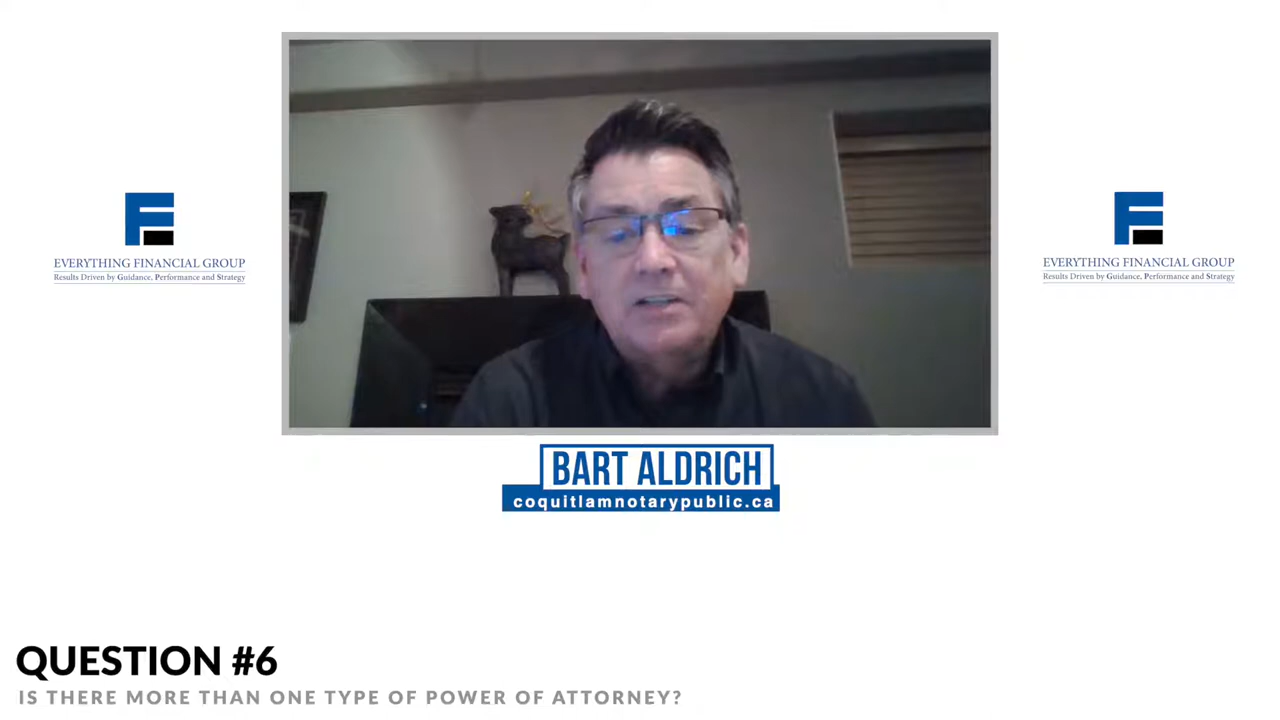 EVERYTHING FINANCIAL GROUP
Results Driven by Guidance, Performance and Strategy
EVERYTHING FINANCIAL GROUP
Results Driven by Guidance, Performance and Strategy
BART ALDRICH
coquitlamnotarypublic.ca
QUESTION #6
IS THERE MORE THAN ONE TYPE OF POWER OF ATTORNEY?